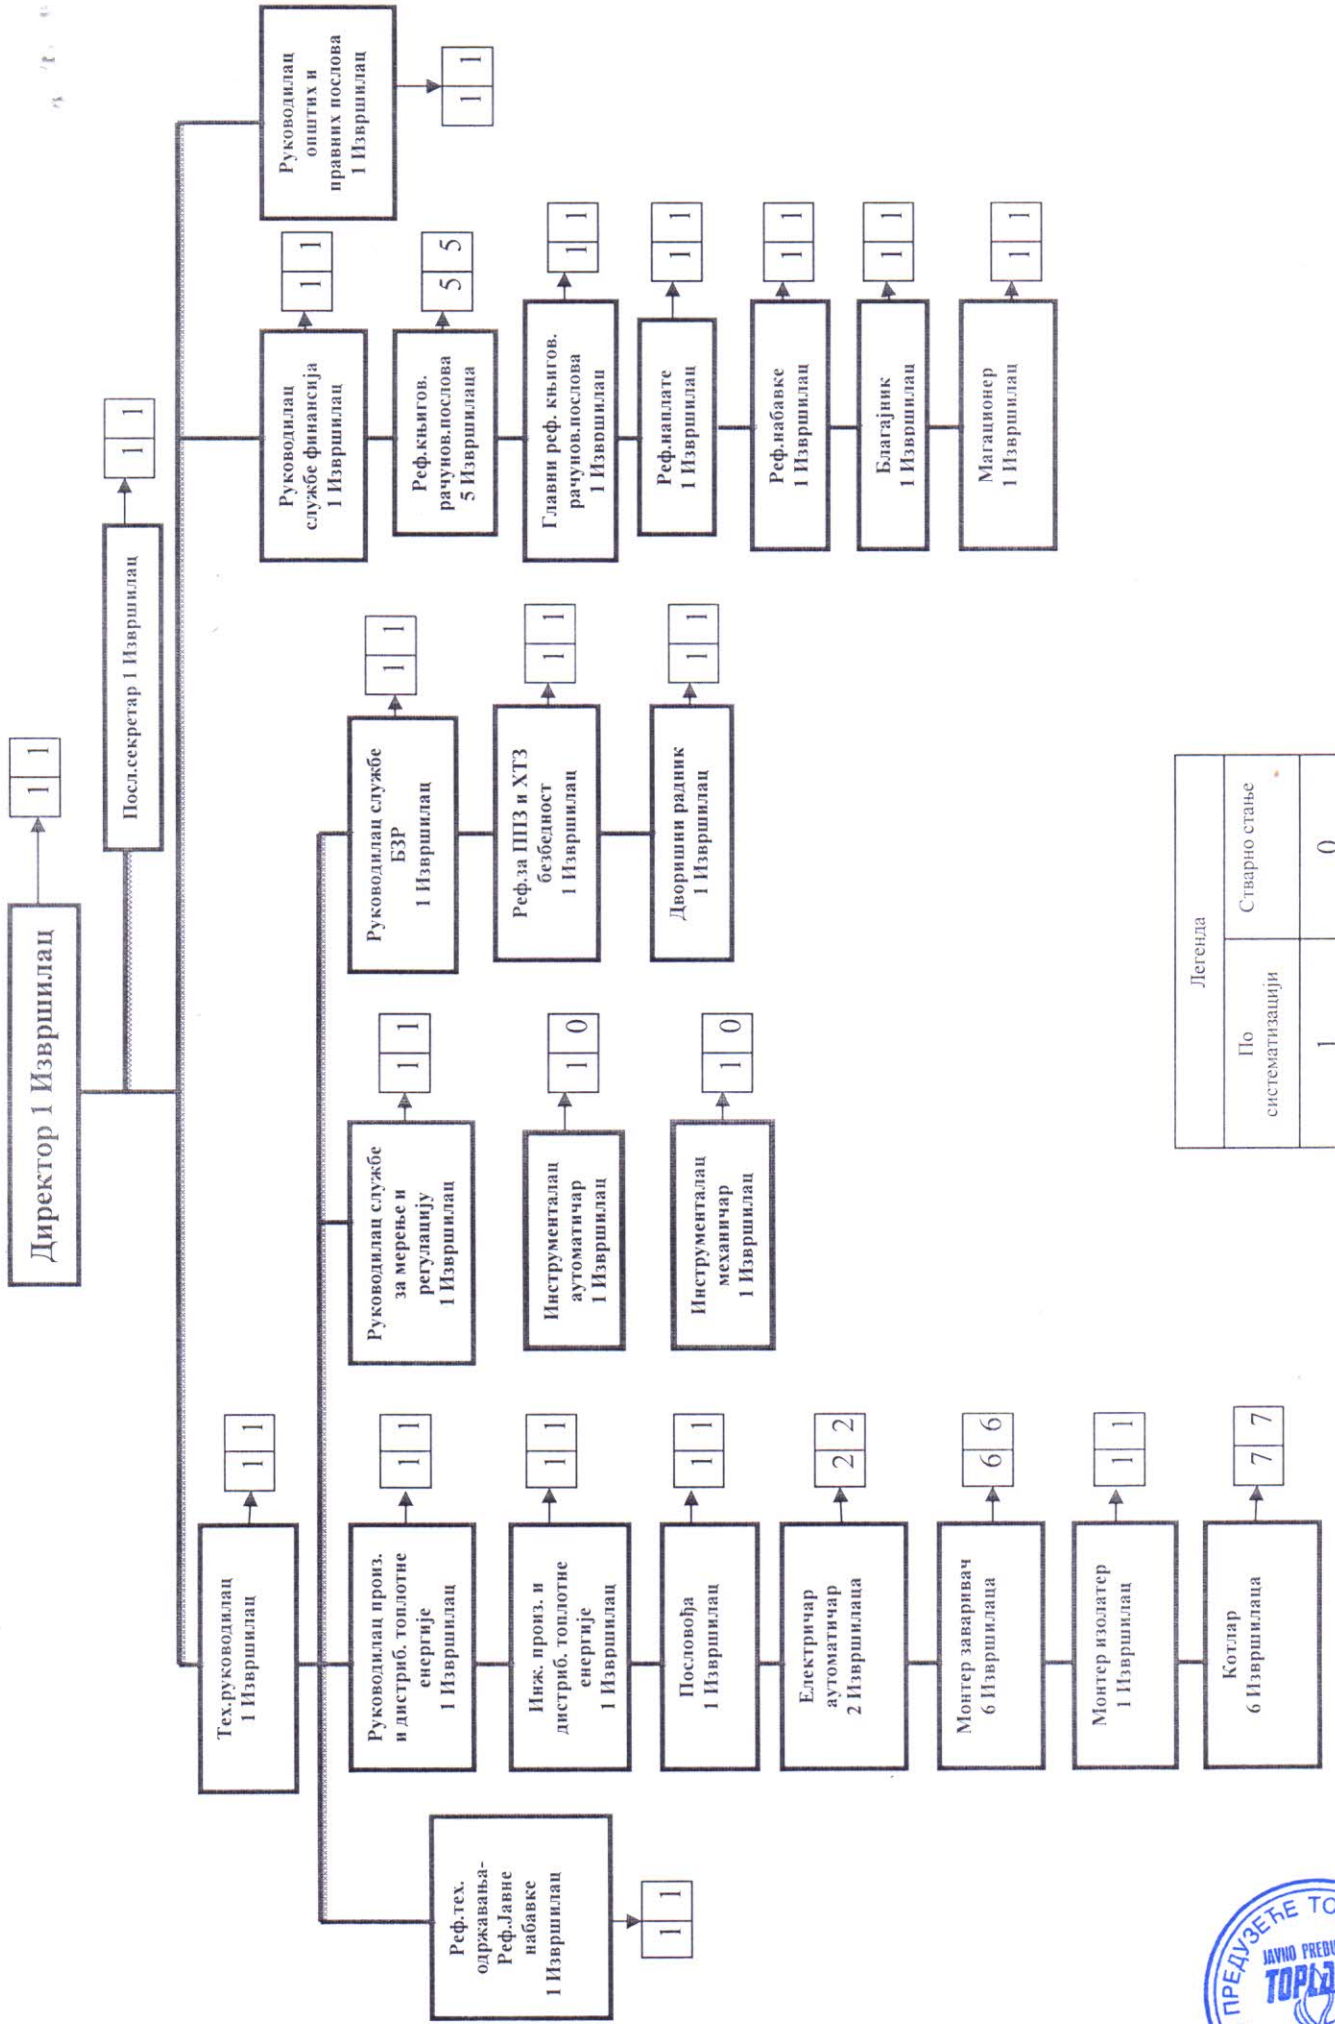 Директор 1 Извршилац
1 1
Посл.секретар 1 Извршилац
1 1
Тех.руководилац
1 Извршилац
1 1
Реф.тех.
одржавања-
Реф.Јавне
набавке
1 Извршилац
1 1
Руководилац произ.
и дистриб. топлотне
енергије
1 Извршилац
1 1
Инж. произ. и
дистриб. топлотне
енергије
1 Извршилац
1 1
Пословођа
1 Извршилац
1 1
Електричар
аутоматичар
2 Извршилаца
2 2
Монтер заваривач
6 Извршилаца
6 6
Монтер изолатер
1 Извршилац
1 1
Котлар
6 Извршилаца
7 7
Руководилац службе
за мерење и
регулацију
1 Извршилац
1 1
Инструменталац
аутоматичар
1 Извршилац
1 0
Инструменталац
механичар
1 Извршилац
1 0
Руководилац службе
БЗР
1 Извршилац
1 1
Реф.за ППЗ и ХТЗ
безбедност
1 Извршилац
1 1
Дворишни радник
1 Извршилац
1 1
Руководилац
службе финансија
1 Извршилац
1 1
Реф.књигов.
рачунов.послова
5 Извршилаца
5 5
Главни реф. књигов.
рачунов.послова
1 Извршилац
1 1
Реф.наплате
1 Извршилац
1 1
Реф.набавке
1 Извршилац
1 1
Благајник
1 Извршилац
1 1
Магационер
1 Извршилац
1 1
Руководилац
општих и
правних послова
1 Извршилац
1 1
Легенда
По
систематизацији
Стварно стање
1 0
ПРЕДУЗЕЋЕ
JAVNO